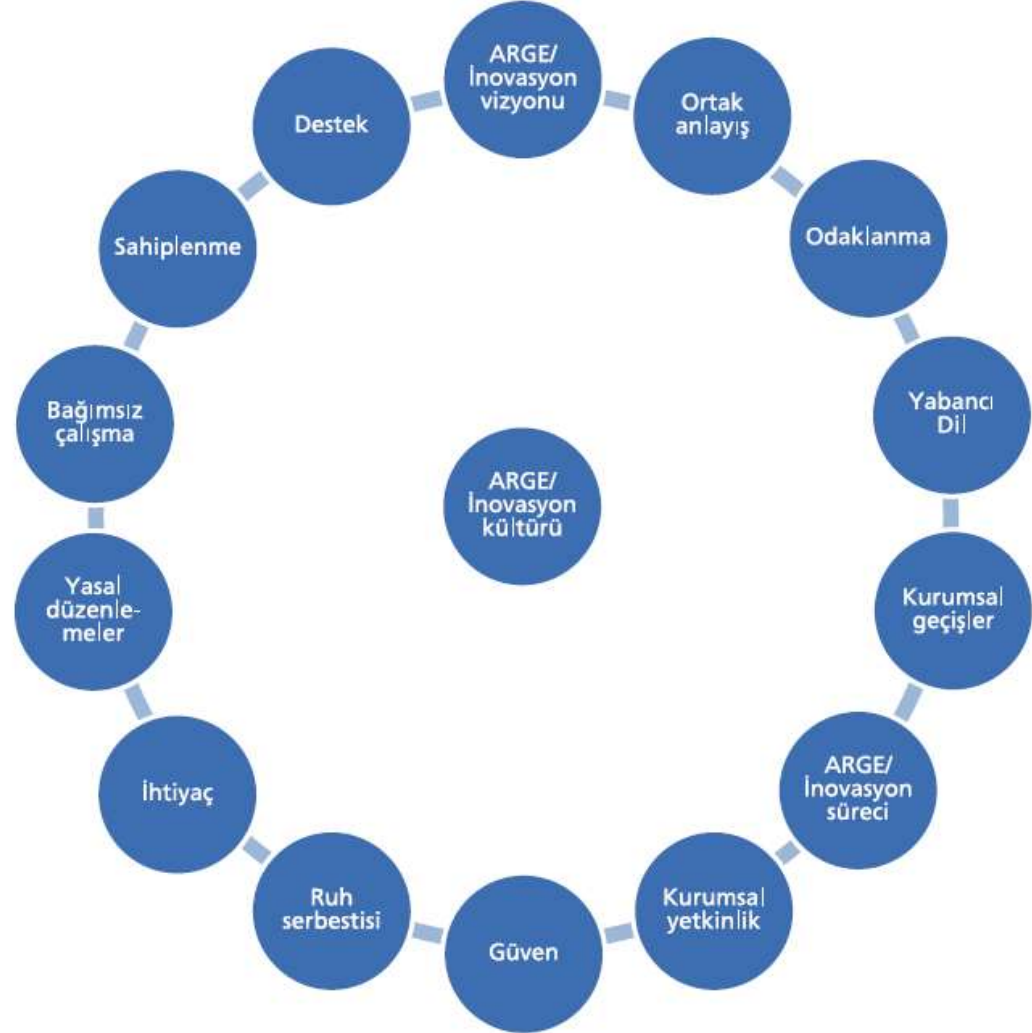 ARGE/
İnovasyon
vizyonu
Ortak
anlayış
Odaklanma
Yabancı
Dil
Kurumsal
geçişler
ARGE/
İnovasyon
süreci
Kurumsal
yetkinlik
Güven
Ruh
serbestisi
İhtiyaç
Yasal
düzenle-
meler
Bağımsız
çalışma
Sahiplenme
Destek
ARGE/
İnovasyon
kültürü